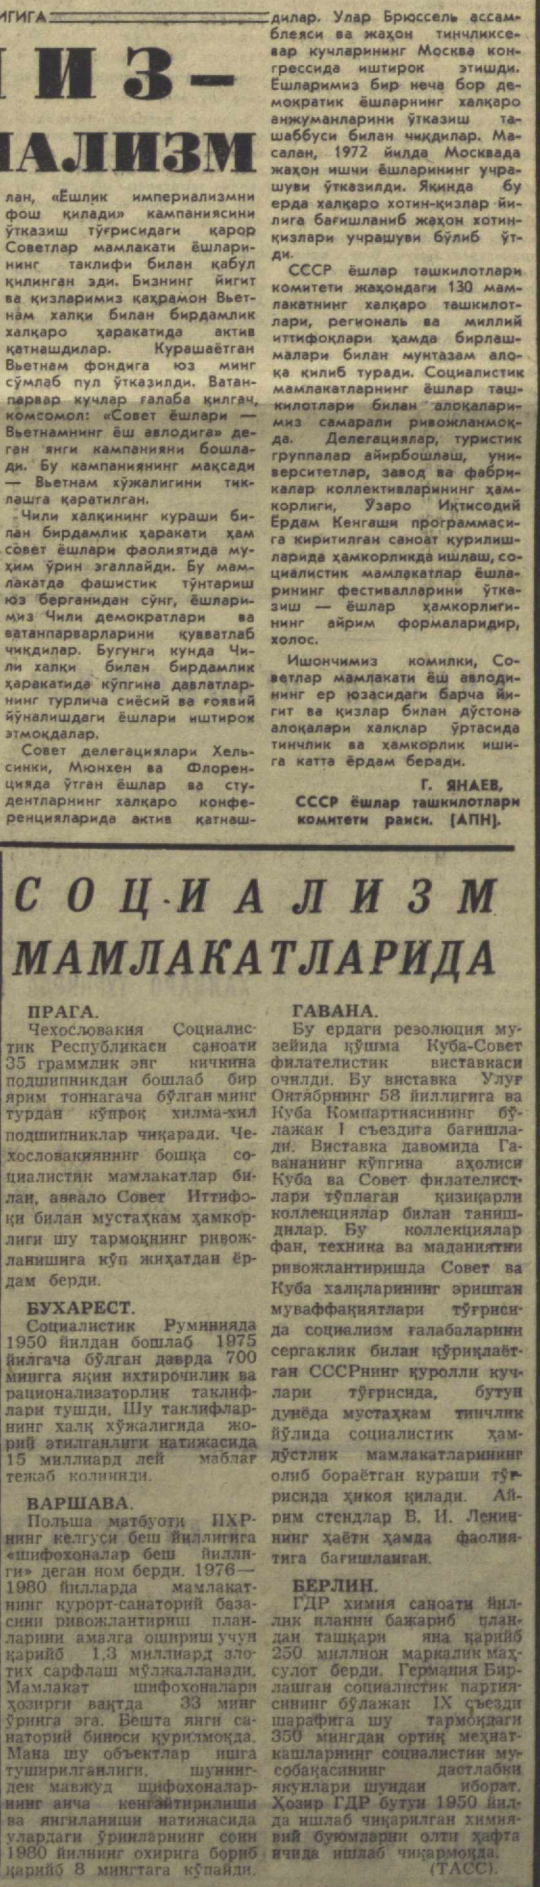 ИЗ-
АЛИЗМ
лан, «Ёшлик империализмни
фош қилади» кампаниясини
ўтказиш тўғрисидаги қарор
Советлар мамлакати ёшлари-
нинг таклифи билан қабул
қилинган эди. Бизнинг йигит
ва қизларимиз қаҳрамон Вьет-
нам халқи билан бирдамлик
халқаро ҳаракатида актив
қатнашдилар. Курашаётган
Вьетнам фондига юз минг
сўмлаб пул ўтказилди. Ватан-
парвар кучлар ғалаба қилгач,
комсомол: «Совет ёшлари —
Вьетнамнинг ёш авлодига» де-
ган янги кампанияни бошла-
ди. Бу кампаниянинг мақсади
— Вьетнам хўжалигини тик-
лашга қаратилган.
Чили халқининг кураши би-
лан бирдамлик ҳаракати ҳам
совет ёшлари фаолиятида му-
ҳим ўрин эгаллайди. Бу мам-
лакатда фашистик тўнтариш
юз берганидан сўнг, ёшлари-
миз Чили демократлари ва
ватанпарварларини қувватлаб
чиқдилар. Бугунги кунда Чи-
ли халқи билан бирдамлик
ҳаракатида кўпгина давлатлар-
нинг турлича сиёсий ва ғоявий
йўналишдаги ёшлари иштирок
этмоқдалар.
Совет делегациялари Хель-
синки, Мюнхен ва Флорен-
цияда ўтган ёшлар ва сту-
дентларнинг халқаро конфе-
ренцияларида актив қатнаш-
дилар. Улар Брюссель ассам-
блеяси ва жаҳон тинчликсе-
вар кучларининг Москва кон-
грессида иштирок этишди.
Ёшларимиз бир неча бор де-
мократик ёшларнинг халқаро
анжуманларини ўтказиш та-
шаббуси билан чиқдилар. Ма-
салан, 1972 йилда Москвада
жаҳон ишчи ёшларининг учра-
шуви ўтказилди. Яқинда бу
ерда халқаро хотин-қизлар йи-
лига бағишланиб жаҳон хотин-
қизлари учрашуви бўлиб ўт-
ди.
СССР ёшлар ташкилотлари
комитети жаҳондаги 130 мам-
лакатнинг халқаро ташкилот-
лари, региональ ва миллий
иттифоқлари ҳамда бирлаш-
малари билан мунтазам ало-
қа қилиб туради. Социалистик
мамлакатларнинг ёшлар таш-
килотлари билан алоқалари-
миз самарали ривожланмоқ-
да. Делегациялар, туристик
группалар айирбошлаш, уни-
верситетлар, завод ва фабри-
калар коллективларининг ҳам-
корлиги, Ўзаро Иқтисодий
Ёрдам Кенгаши программаси-
га киритилган саноат қурилиш-
ларида ҳамкорликда ишлаш, со-
циалистик мамлакатлар ёшла-
рининг фестивалларини ўтка-
зиш — ёшлар ҳамкорлиги-
нинг айрим формаларидир,
холос.
Ишончимиз комилки, Со-
ветлар мамлакати ёш авлоди-
нинг ер юзасидаги барча йи-
гит ва қизлар билан дўстона
алоқалари халқлар ўртасида
тинчлик ва ҳамкорлик иши-
га катта ёрдам беради.
Г. ЯНАЕВ,
СССР ёшлар ташкилотлари
комитети раиси. (АПН).
СОЦИАЛИЗМ
МАМЛАКАТЛАРИДА
ПРАГА.
Чехословакия Социалис-
тик Республикаси саноати
35 граммлик энг кичкина
подшипникдан бошлаб бир
ярим тоннагача бўлган минг
турдан кўпроқ хилма-хил
подшипниклар чиқаради. Че-
хословакиянинг бошқа со-
циалистик мамлакатлар би-
лан, аввало Совет Иттифо-
қи билан мустаҳкам ҳамкор-
лиги шу тармоқнинг ривож-
ланишига кўп жиҳатдан ёр-
дам берди.
БУХАРЕСТ.
Социалистик Руминияда
1950 йилдан бошлаб 1975
йилгача бўлган даврда 700
мингга яқин ихтирочилик ва
рационализаторлик таклиф-
лари тушди. Шу таклифлар-
нинг халқ хўжалигида жо-
рий этилганлиги натижасида
15 миллиард лей маблағ
тежаб қолинди.
ВАРШАВА.
Польша матбуоти ПХР-
нинг келгуси беш йиллигига
«шифохоналар беш йилли-
ги» деган ном берди. 1976—
1980 йилларда мамлакат-
нинг курорт-санаторий база-
сини ривожлантириш план-
ларини амалга ошириш учун
қарийб 1,3 миллиард зло-
тих сарфлаш мўлжалланади.
Мамлакат шифохоналари
ҳозирги вақтда 33 минг
ўринга эга. Бешта янги са-
наторий биноси қурилмоқда.
Мана шу объектлар ишга
туширилганлиги, шунинг-
дек мавжуд шифохоналар-
нинг анча кенгайтирилиши
ва янгиланиши натижасида
улардаги ўринларнинг сони
1980 йилнинг охирига бориб
қарийб 8 мингтага кўпайди.
ГАВАНА.
Бу ердаги революция му-
зейида қўшма Куба-Совет
филателистик виставкаси
очилди. Бу виставка Улуғ
Октябрнинг 58 йиллигига ва
Куба Компартиясининг бў-
лажак I съездига бағишла-
ди. Виставка давомида Га-
вананинг кўпгина аҳолиси
Куба ва Совет филателист-
лари тўплаган қизиқарли
коллекциялар билан таниш-
дилар. Бу коллекциялар
фан, техника ва маданиятни
ривожлантиришда Совет ва
Куба халқларининг эришган
муваффақиятлари тўғриси-
да социализм ғалабаларини
сергаклик билан қўриқлаёт-
ган СССРнинг қуролли куч-
лари тўғрисида, бутун
дунёда мустаҳкам тинчлик
йўлида социалистик ҳам-
дўстлик мамлакатларининг
олиб бораётган кураши тўғ-
рисида ҳикоя қилади. Ай-
рим стендлар В. И. Ленин-
нинг ҳаёти ҳамда фаолия-
тига бағишланган.
БЕРЛИН.
ГДР химия саноати йил-
лик планни бажариб план-
дан ташқари яна қарийб
250 миллион маркалик маҳ-
сулот берди. Германия Бир-
лашган социалистик партия-
сининг бўлажак IX съезди
шарафига шу тармоқдаги
350 мингдан ортиқ меҳнат-
кашларнинг социалистик му-
собақасининг дастлабки
якунлари шундан иборат.
Ҳозир ГДР бутун 1950 йил-
да ишлаб чиқарилган химия-
вий буюмларни олти ҳафта
ичида ишлаб чиқармоқда.
(ТАСС).